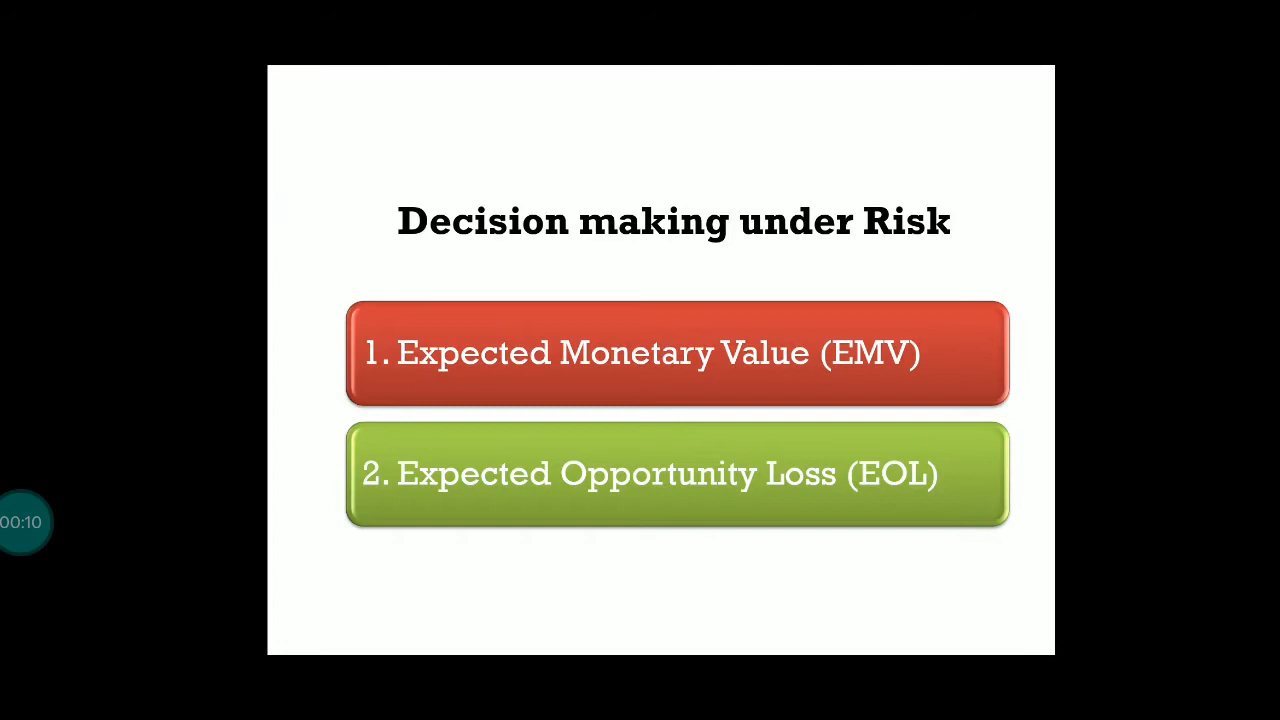 Decision making under Risk
1. Expected Monetary Value (EMV)
2. Expected Opportunity Loss (EOL)
00:10